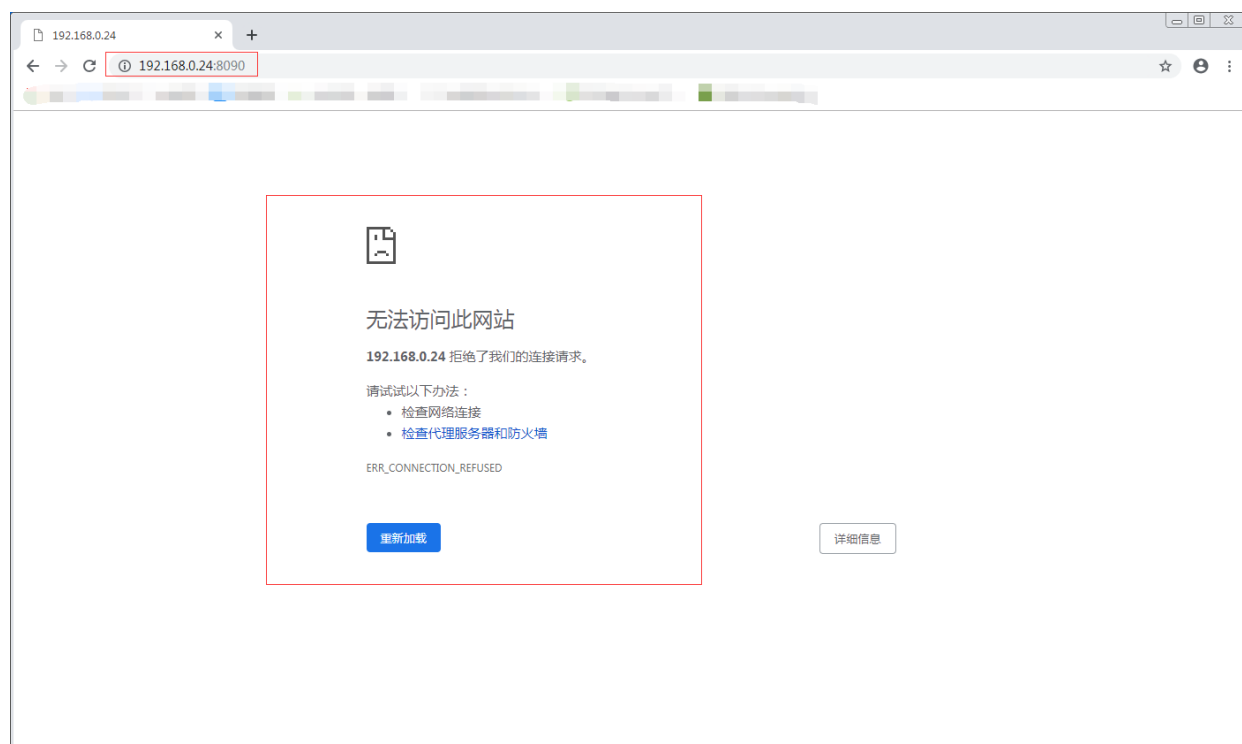 192.168.0.24
192.168.0.24:8090
无法访问此网站
192.168.0.24 拒绝了我们的连接请求。
请试试以下办法：
检查网络连接
检查代理服务器和防火墙
ERR_CONNECTION_REFUSED
重新加载
详细信息